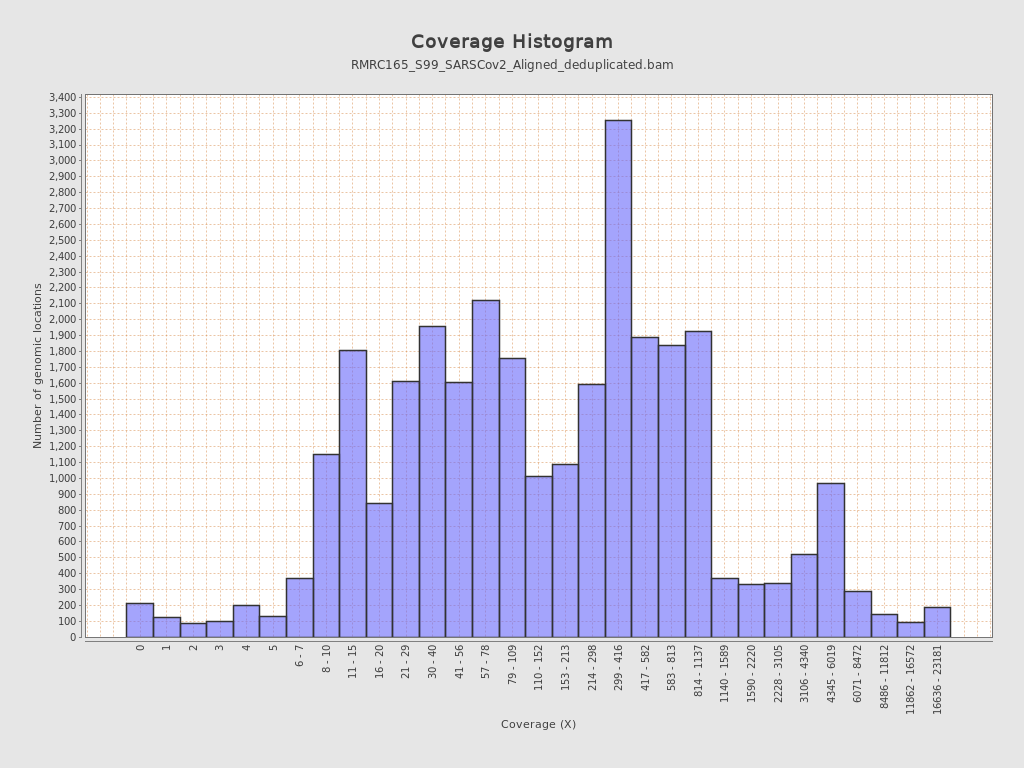 Coverage Histogram
RMRC165_S99_SARSCov2_Aligned_deduplicated.bam
Number of genomic locations
3,400
3,300
3,200
3,100
3,000
2,900
2,800
2,700
2,600
2,500
2,400
2,300
2,200
2,100
2,000
1,900
1,800
1,700
1,600
1,500
1,400
1,300
1,200
1,100
1,000
900
800
700
600
500
400
300
200
100
0
0
1
2
3
4
5
6 - 7
8 - 10
11 - 15
16 - 20
21 - 29
30 - 40
41 - 56
57 - 78
79 - 109
110 - 152
153 - 213
214 - 298
299 - 416
417 - 582
583 - 813
814 - 1137
1140 - 1589
1590 - 2220
2228 - 3105
3106 - 4340
4345 - 6019
6071 - 8472
8486 - 11812
11862 - 16572
16636 - 23181
Coverage (X)